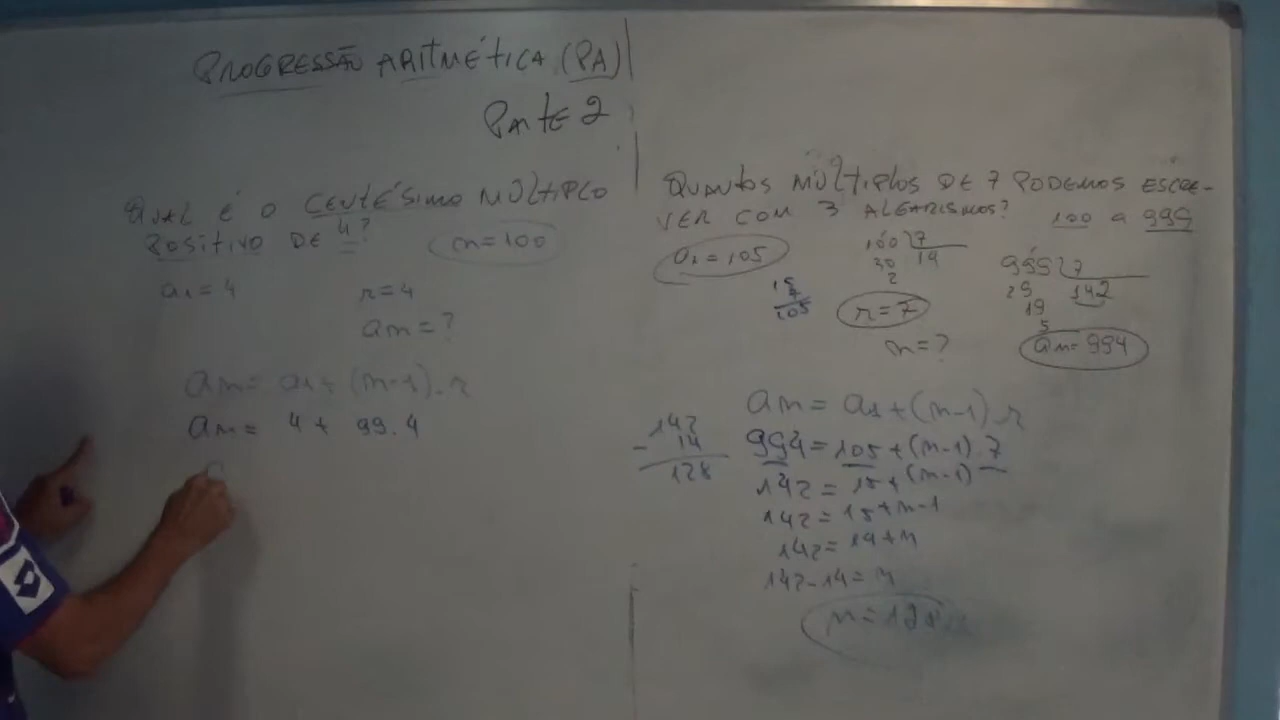 PROGRESSÃO ARITMÉTICA (PA)
PARTE 2
QUAL É O CENTÉSIMO MÚLTIPLO
POSITIVO DE 4?
n=100
a1=4
r=4
an=?
an= a1+(n-1).r
an= 4+ 99.4
QUANTOS MÚLTIPLOS DE 7 PODEMOS ESCRE-
VER COM 3 ALGARISMOS? 100 a 999
a1=105
100 7
30 14
2
15
7
105
r=7
n=?
999 7
29 142
19
5
an=994
an= a1+(n-1).r
994=105+(n-1).7
142=15+(n-1)
142=15+n-1
142=14+n
142-14=n
n=128
142
- 14
128